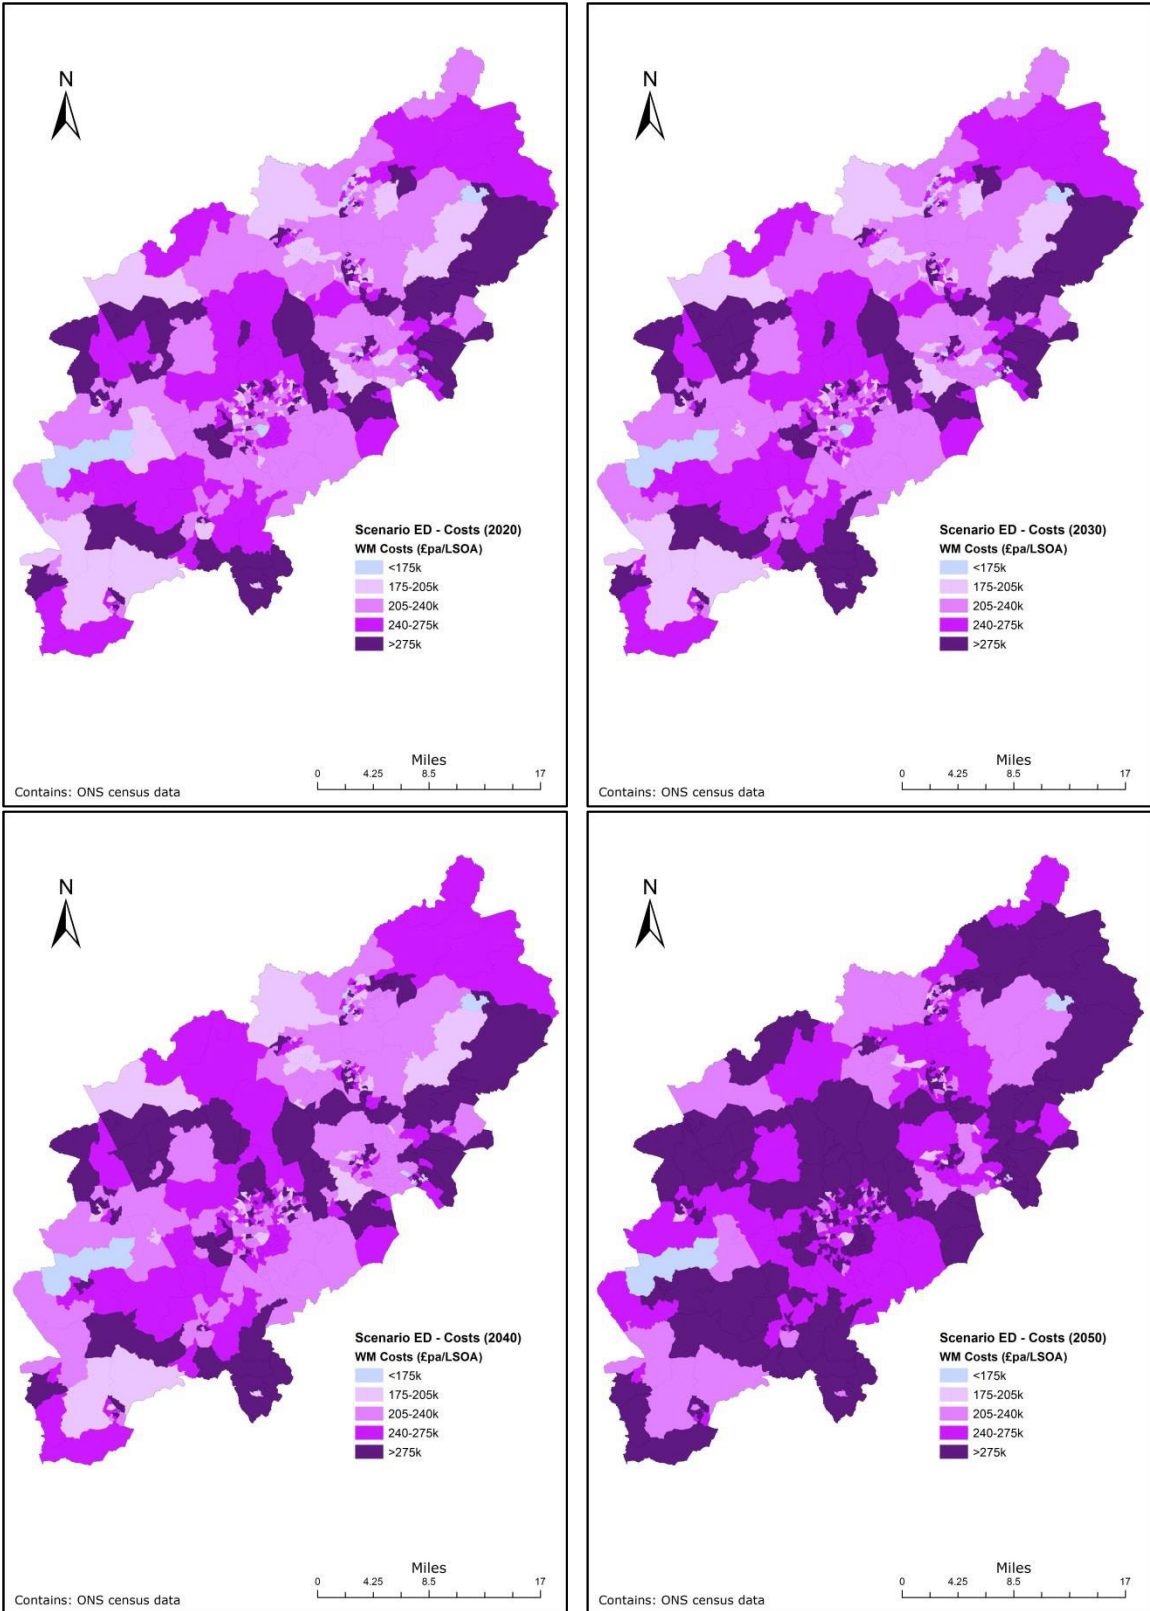 N
Scenario ED - Costs (2020)
WM Costs (£pa/LSOA)
<175k
175-205k
205-240k
240-275k
>275k
Miles
0 4.25 8.5 17
Contains: ONS census data
N
Scenario ED - Costs (2030)
WM Costs (£pa/LSOA)
<175k
175-205k
205-240k
240-275k
>275k
Miles
0 4.25 8.5 17
Contains: ONS census data
N
Scenario ED - Costs (2040)
WM Costs (£pa/LSOA)
<175k
175-205k
205-240k
240-275k
>275k
Miles
0 4.25 8.5 17
Contains: ONS census data
N
Scenario ED - Costs (2050)
WM Costs (£pa/LSOA)
<175k
175-205k
205-240k
240-275k
>275k
Miles
0 4.25 8.5 17
Contains: ONS census data